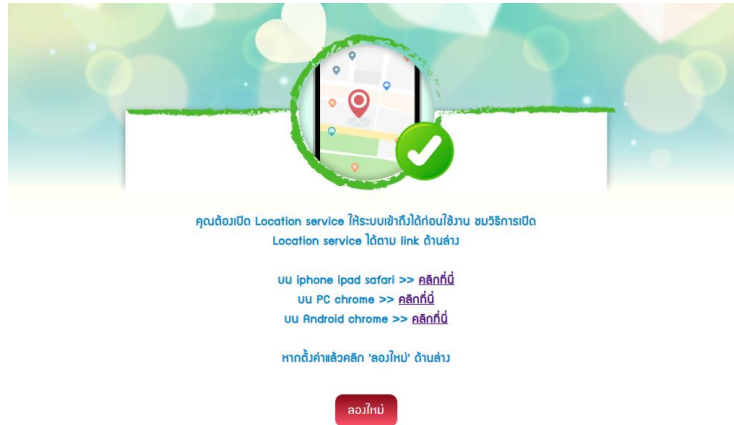 คุณต้องเปิด Location service ให้ระบบเข้าถึงได้ก่อนใช้งาน ชมวิธีการเปิด
Location service ได้ตาม link ด้านล่าง
บน iphone ipad safari >> คลิกที่นี่
บน PC chrome >> คลิกที่นี่
บน Android chrome >> คลิกที่นี่
หากตั้งค่าแล้วคลิก 'ลองใหม่' ด้านล่าง
ลองใหม่